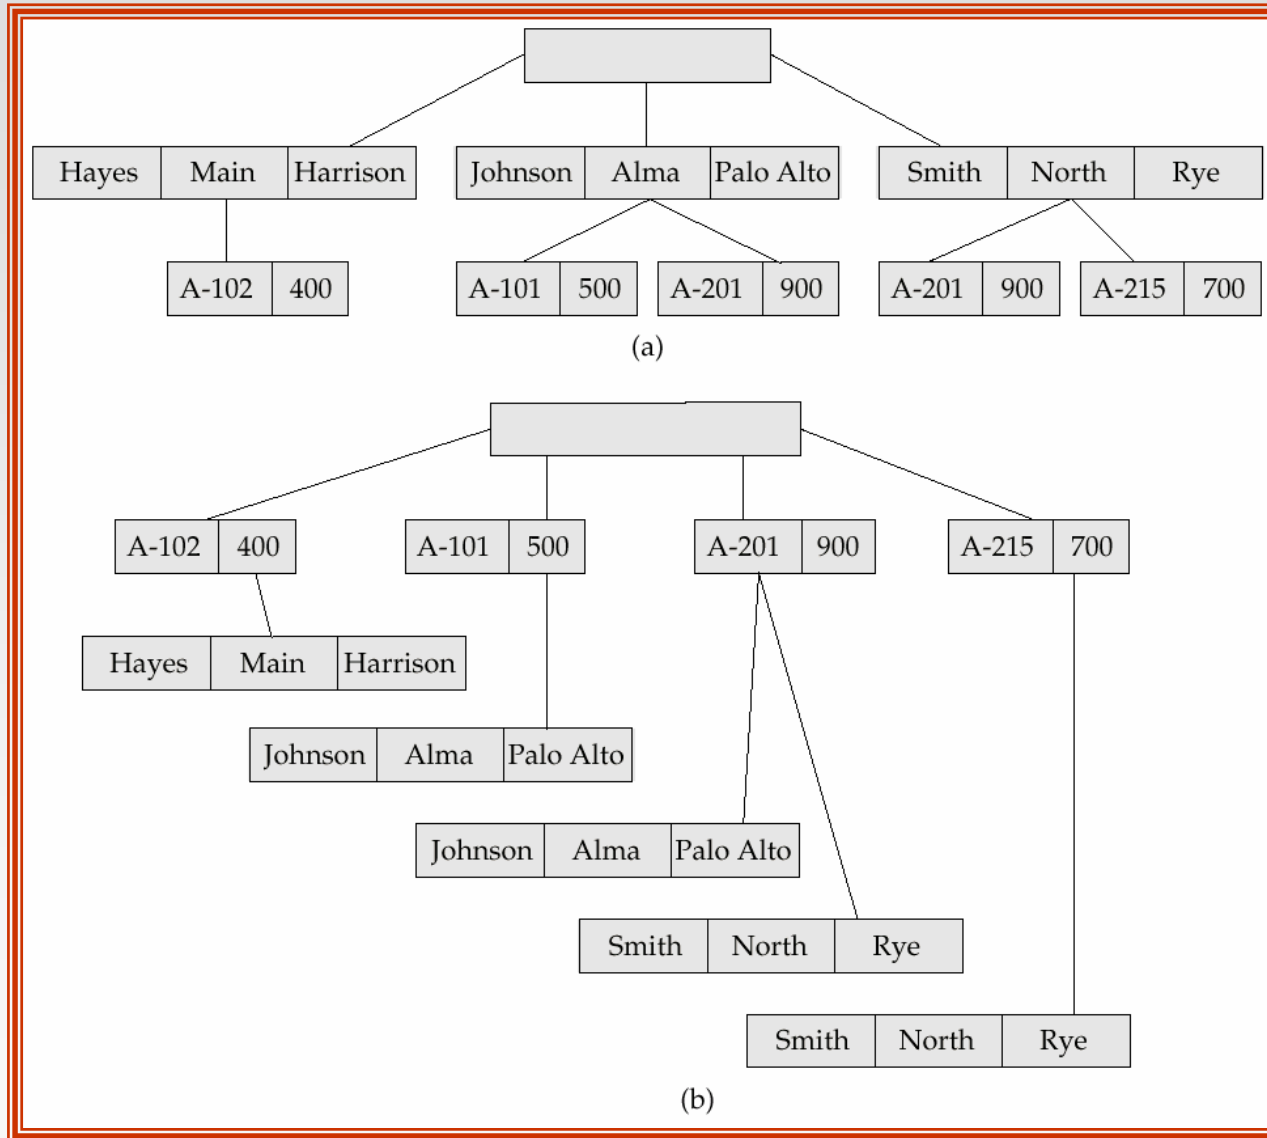 Hayes Main Harrison Johnson Alma Palo Alto Smith North Rye
A-102 400 A-101 500 A-201 900 A-201 900 A-215 700
(a)
A-102 400 A-101 500 A-201 900 A-215 700
Hayes Main Harrison
Johnson Alma Palo Alto
Johnson Alma Palo Alto
Smith North Rye
Smith North Rye
(b)